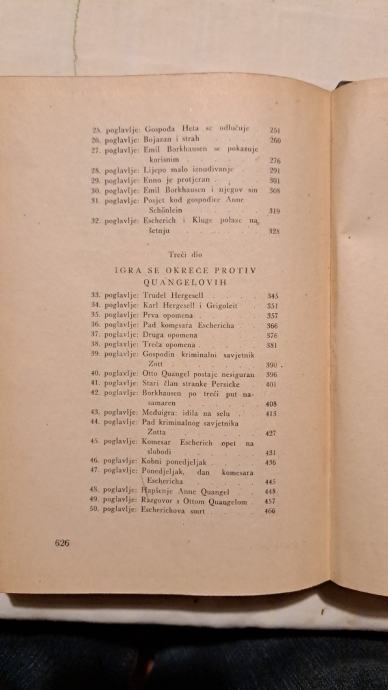 25. poglavlje: Gospođa Heta se odlučuje 251
26. poglavlje: Bojazan i strah 260
27. poglavlje: Emil Borkhausen se pokazuje
korisnim 276
28. poglavlje: Lijepo malo iznuđivanje 291
29. poglavlje: Enno je protjeran 301
30. poglavlje: Emil Borkhausen i njegov sin 308
31. poglavlje: Posjet kod gospođice Anne
Schönlein 319
32. poglavlje: Escherich i Kluge polaze na
šetnju 328
Treći dio
IGRA SE OKREĆE PROTIV
QUANGELOVIH
33. poglavlje: Trudel Hergesell 345
34. poglavlje: Karl Hergesell i Grigoleit 351
35. poglavlje: Prva opomena 357
36. poglavlje: Pad komesara Eschericha 366
37. poglavlje: Druga opomena 376
38. poglavlje: Treća opomena 381
39. poglavlje: Gospodin kriminalni savjetnik
Zott 390
40. poglavlje: Otto Quangel postaje nesiguran 396
41. poglavlje: Stari član stranke Persicke 401
42. poglavlje: Borkhausen po treći put na-
samaren 408
43. poglavlje: Međuigra: idila na selu 413
44. poglavlje: Pad kriminalnog savjetnika
Zotta 427
45. poglavlje: Komesar Escherich opet na
slobodi 431
46. poglavlje: Kobni ponedjeljak 436
47. poglavlje: Ponedjeljak, dan komesara
Eschericha 445
48. poglavlje: Hapšenje Anne Quangel 448
49. poglavlje: Razgovor s Ottom Quangelom 457
50. poglavlje: Escherichova smrt 466
626